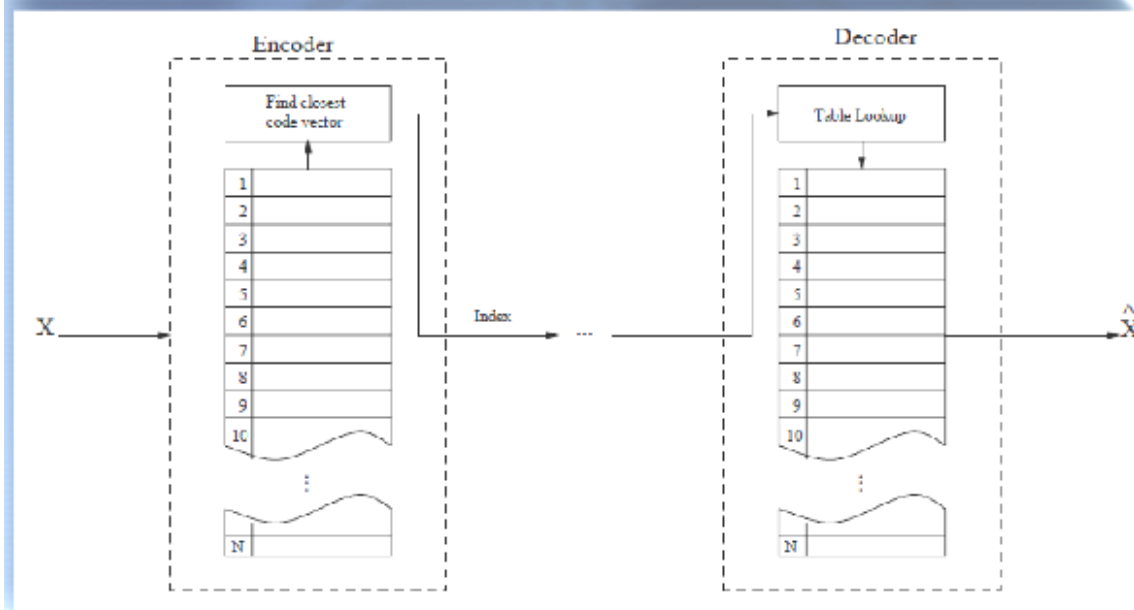 Encoder
Find closest
code vector
1
2
3
4
5
6
7
8
9
10
⋮
N
X
Index
...
Decoder
Table Lookup
1
2
3
4
5
6
7
8
9
10
⋮
N
X̂